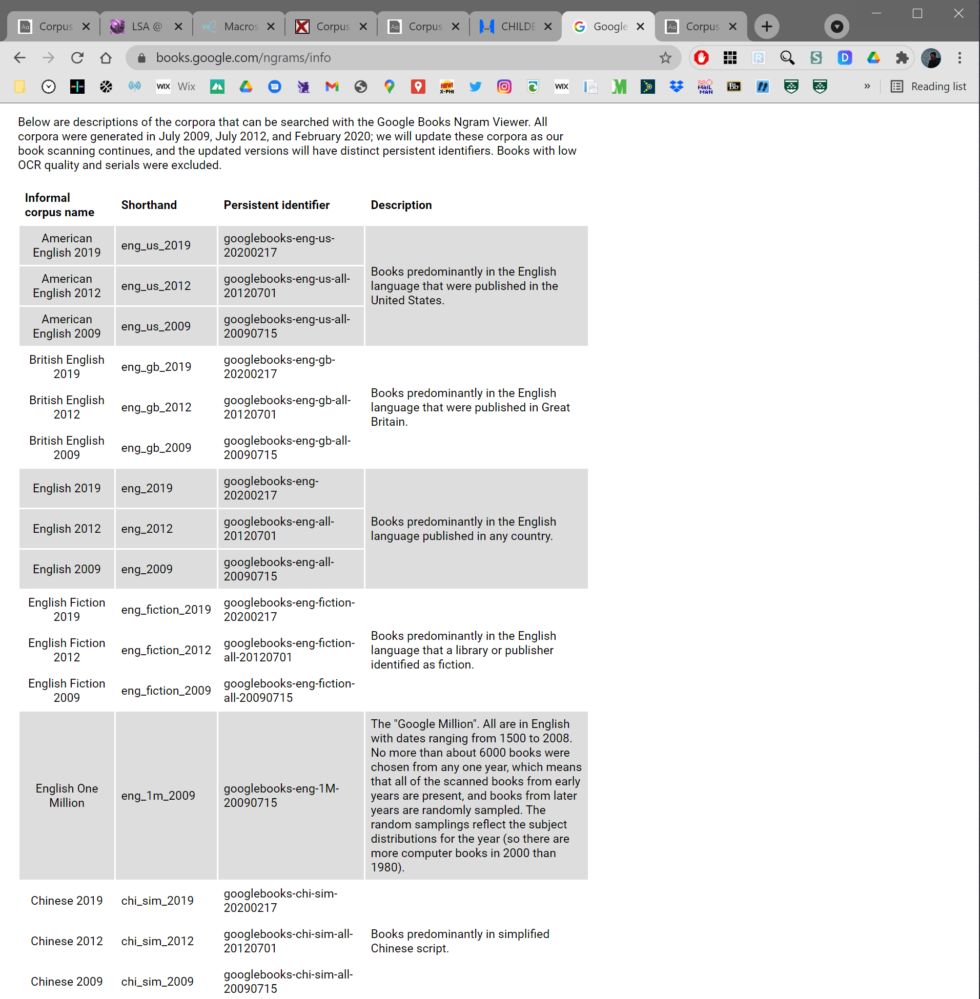 Corpus
LSA @
Macros
Corpus
Corpus
CHILDE
Google
Corpus
books.google.com/ngrams/info
WIX Wix
NEW!
X-PHI
WIX
MAIL
MAN
Bb
Reading list
Below are descriptions of the corpora that can be searched with the Google Books Ngram Viewer. All
corpora were generated in July 2009, July 2012, and February 2020; we will update these corpora as our
book scanning continues, and the updated versions will have distinct persistent identifiers. Books with low
OCR quality and serials were excluded.
Informal
corpus name
Shorthand
Persistent identifier
Description
American
English 2019
eng_us_2019
googlebooks-eng-us-
20200217
American
English 2012
eng_us_2012
googlebooks-eng-us-all-
20120701
American
English 2009
eng_us_2009
googlebooks-eng-us-all-
20090715
Books predominantly in the English
language that were published in the
United States.
British English
2019
eng_gb_2019
googlebooks-eng-gb-
20200217
British English
2012
eng_gb_2012
googlebooks-eng-gb-all-
20120701
British English
2009
eng_gb_2009
googlebooks-eng-gb-all-
20090715
Books predominantly in the English
language that were published in Great
Britain.
English 2019
eng_2019
googlebooks-eng-
20200217
English 2012
eng_2012
googlebooks-eng-all-
20120701
English 2009
eng_2009
googlebooks-eng-all-
20090715
Books predominantly in the English
language published in any country.
English Fiction
2019
eng_fiction_2019
googlebooks-eng-fiction-
20200217
English Fiction
2012
eng_fiction_2012
googlebooks-eng-fiction-
all-20120701
English Fiction
2009
eng_fiction_2009
googlebooks-eng-fiction-
all-20090715
Books predominantly in the English
language that a library or publisher
identified as fiction.
English One
Million
eng_1m_2009
googlebooks-eng-1M-
20090715
The "Google Million". All are in English
with dates ranging from 1500 to 2008.
No more than about 6000 books were
chosen from any one year, which means
that all of the scanned books from early
years are present, and books from later
years are randomly sampled. The
random samplings reflect the subject
distributions for the year (so there are
more computer books in 2000 than
1980).
Chinese 2019
chi_sim_2019
googlebooks-chi-sim-
20200217
Chinese 2012
chi_sim_2012
googlebooks-chi-sim-all-
20120701
Chinese 2009
chi_sim_2009
googlebooks-chi-sim-all-
20090715
Books predominantly in simplified
Chinese script.